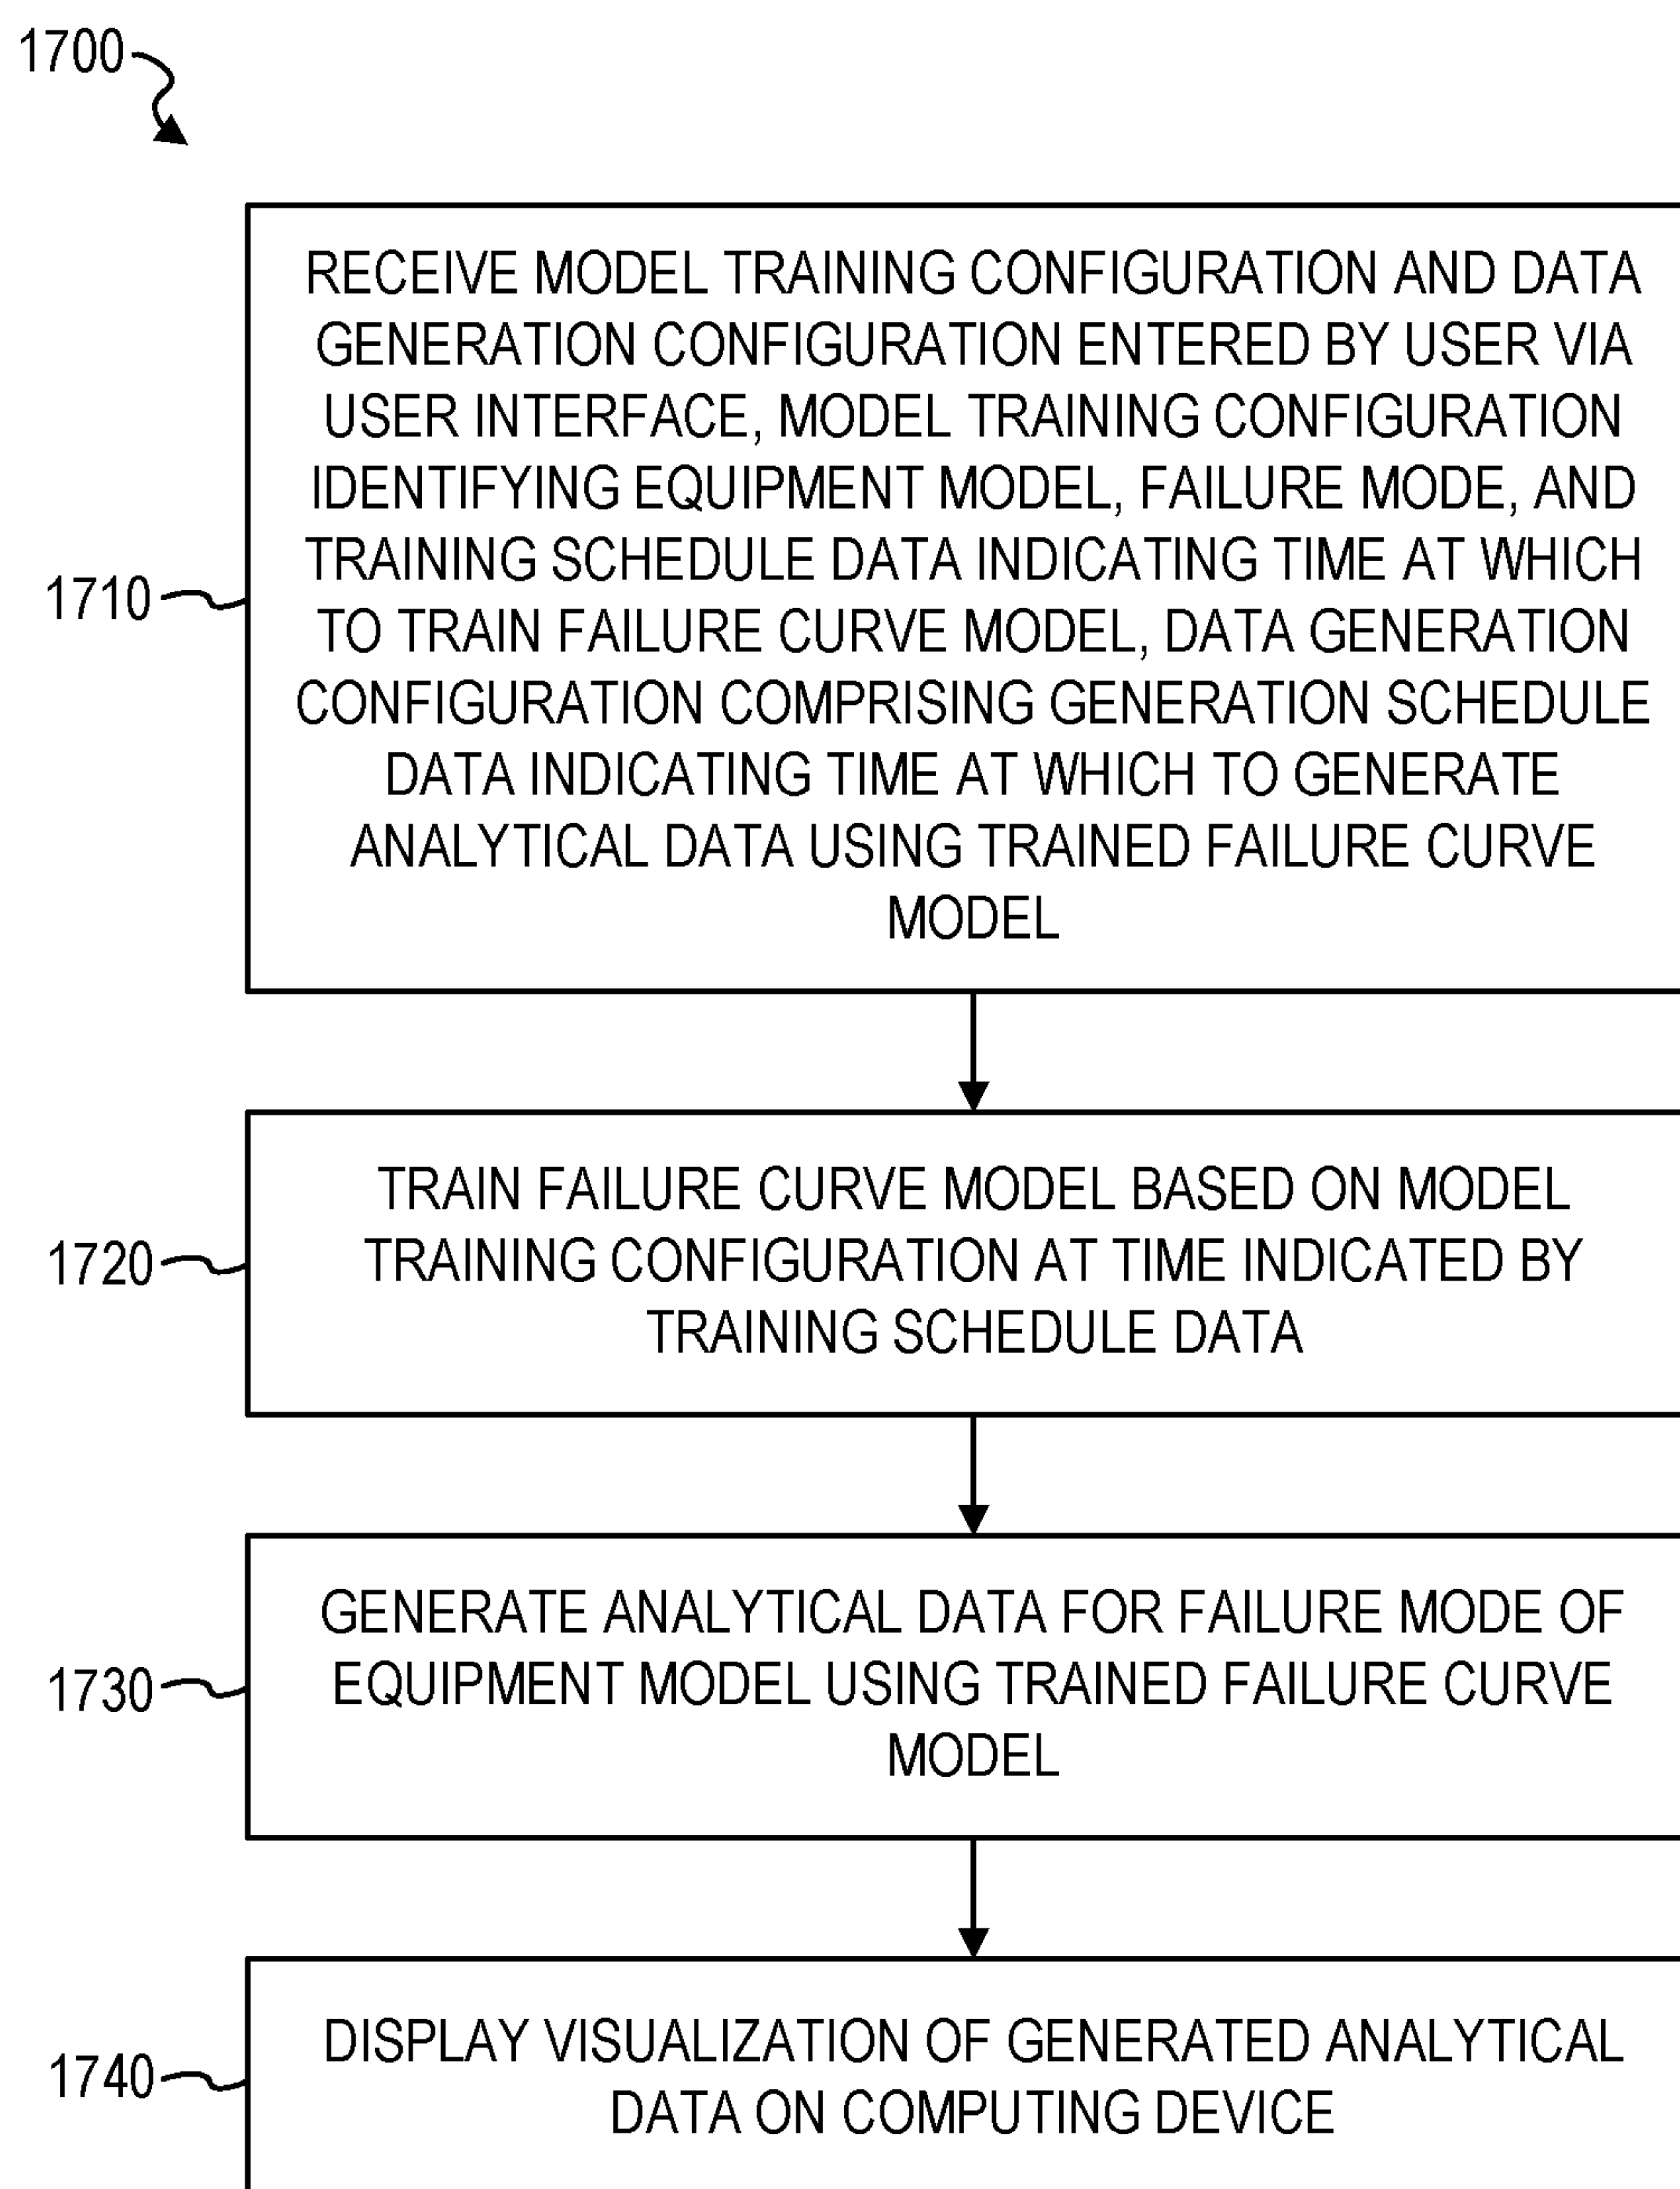 1700
RECEIVE MODEL TRAINING CONFIGURATION AND DATA
GENERATION CONFIGURATION ENTERED BY USER VIA
USER INTERFACE, MODEL TRAINING CONFIGURATION
IDENTIFYING EQUIPMENT MODEL, FAILURE MODE, AND
TRAINING SCHEDULE DATA INDICATING TIME AT WHICH
TO TRAIN FAILURE CURVE MODEL, DATA GENERATION
CONFIGURATION COMPRISING GENERATION SCHEDULE
DATA INDICATING TIME AT WHICH TO GENERATE
ANALYTICAL DATA USING TRAINED FAILURE CURVE
MODEL
1710
TRAIN FAILURE CURVE MODEL BASED ON MODEL
TRAINING CONFIGURATION AT TIME INDICATED BY
TRAINING SCHEDULE DATA
1720
GENERATE ANALYTICAL DATA FOR FAILURE MODE OF
EQUIPMENT MODEL USING TRAINED FAILURE CURVE
MODEL
1730
DISPLAY VISUALIZATION OF GENERATED ANALYTICAL
DATA ON COMPUTING DEVICE
1740